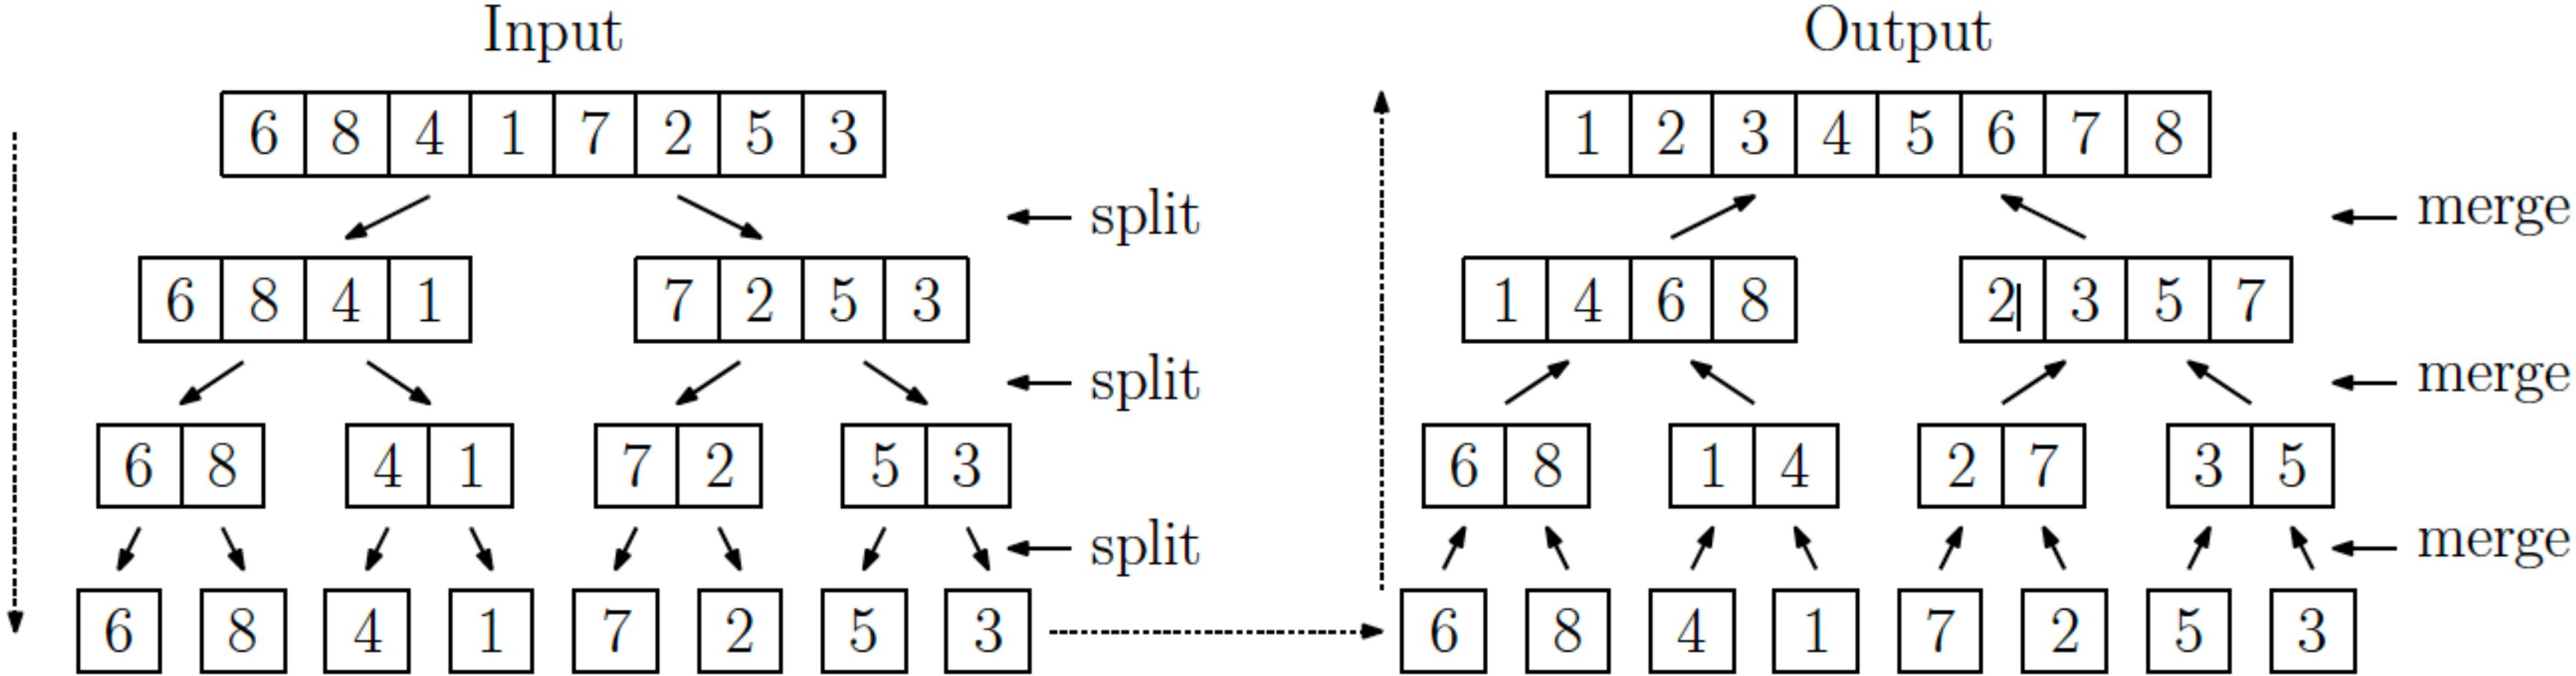 Input
Output
6 8 4 1 7 2 5 3
1 2 3 4 5 6 7 8
split
merge
6 8 4 1
7 2 5 3
1 4 6 8
2| 3 5 7
split
merge
6 8
4 1
7 2
5 3
6 8
1 4
2 7
3 5
split
merge
6 8 4 1 7 2 5 3
6 8 4 1 7 2 5 3